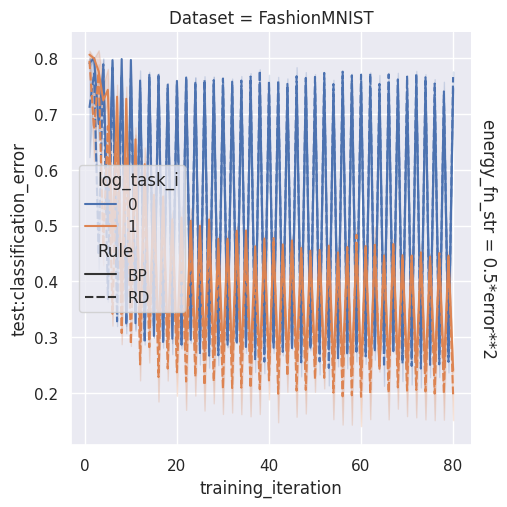 Dataset = FashionMNIST
test:classification_error
0.8
0.7
0.6
0.5
0.4
0.3
0.2
log_task_i
0
1
Rule
BP
RD
energy_fn_str = 0.5*error**2
0
20
40
60
80
training_iteration